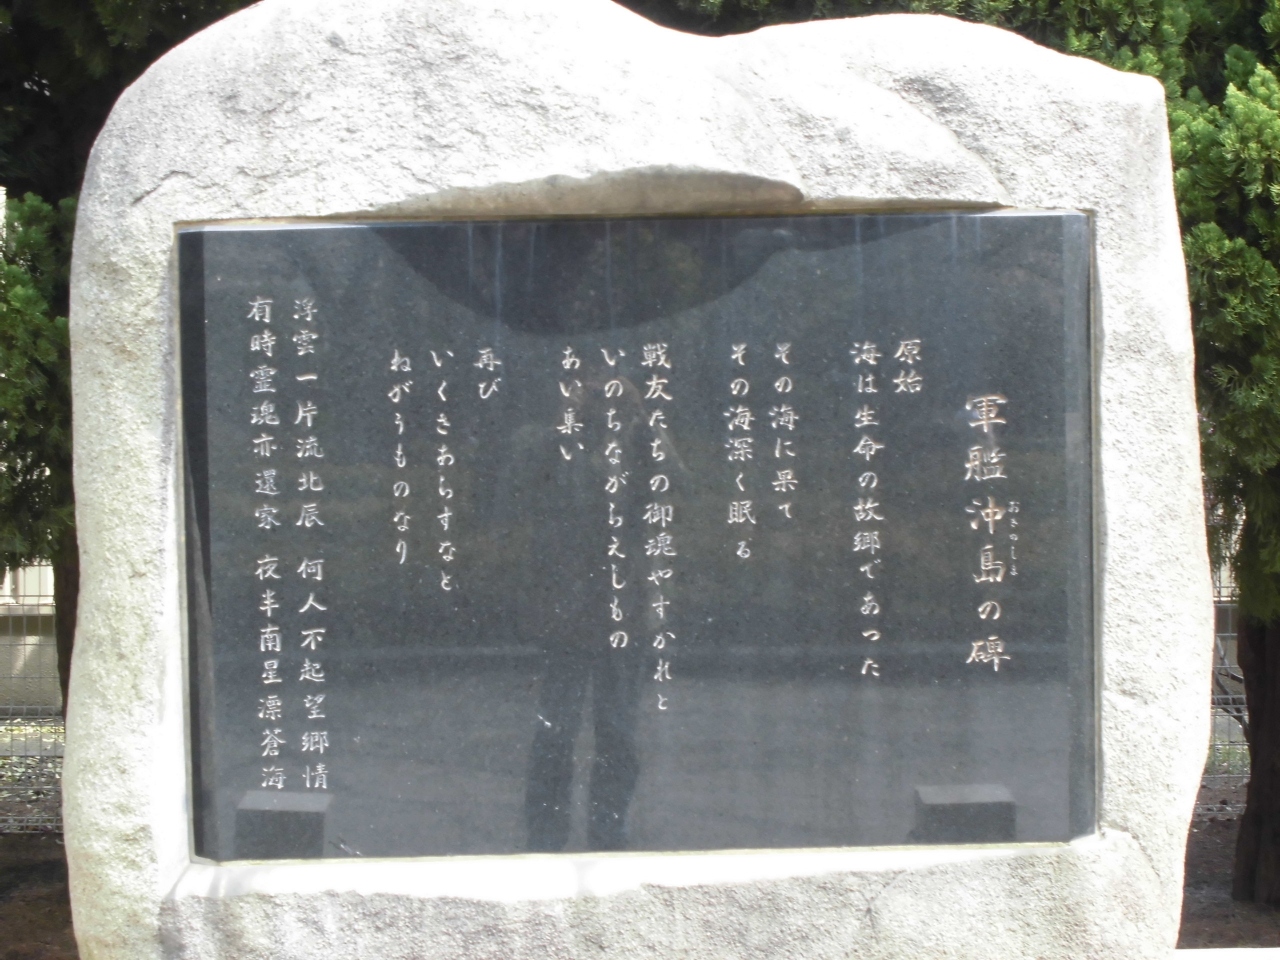 軍艦沖島の碑
おきのしま
原始
海は生命の故郷であった
その海に果て
その海深く眠る
戦友たちの御魂やすかれと
いのちながらえしもの
あい集い
再び
いくさあらすなと
ねがうものなり
浮雲一片流北辰 何人不起望郷情
有時霊魂亦還家 夜半南星漂蒼海